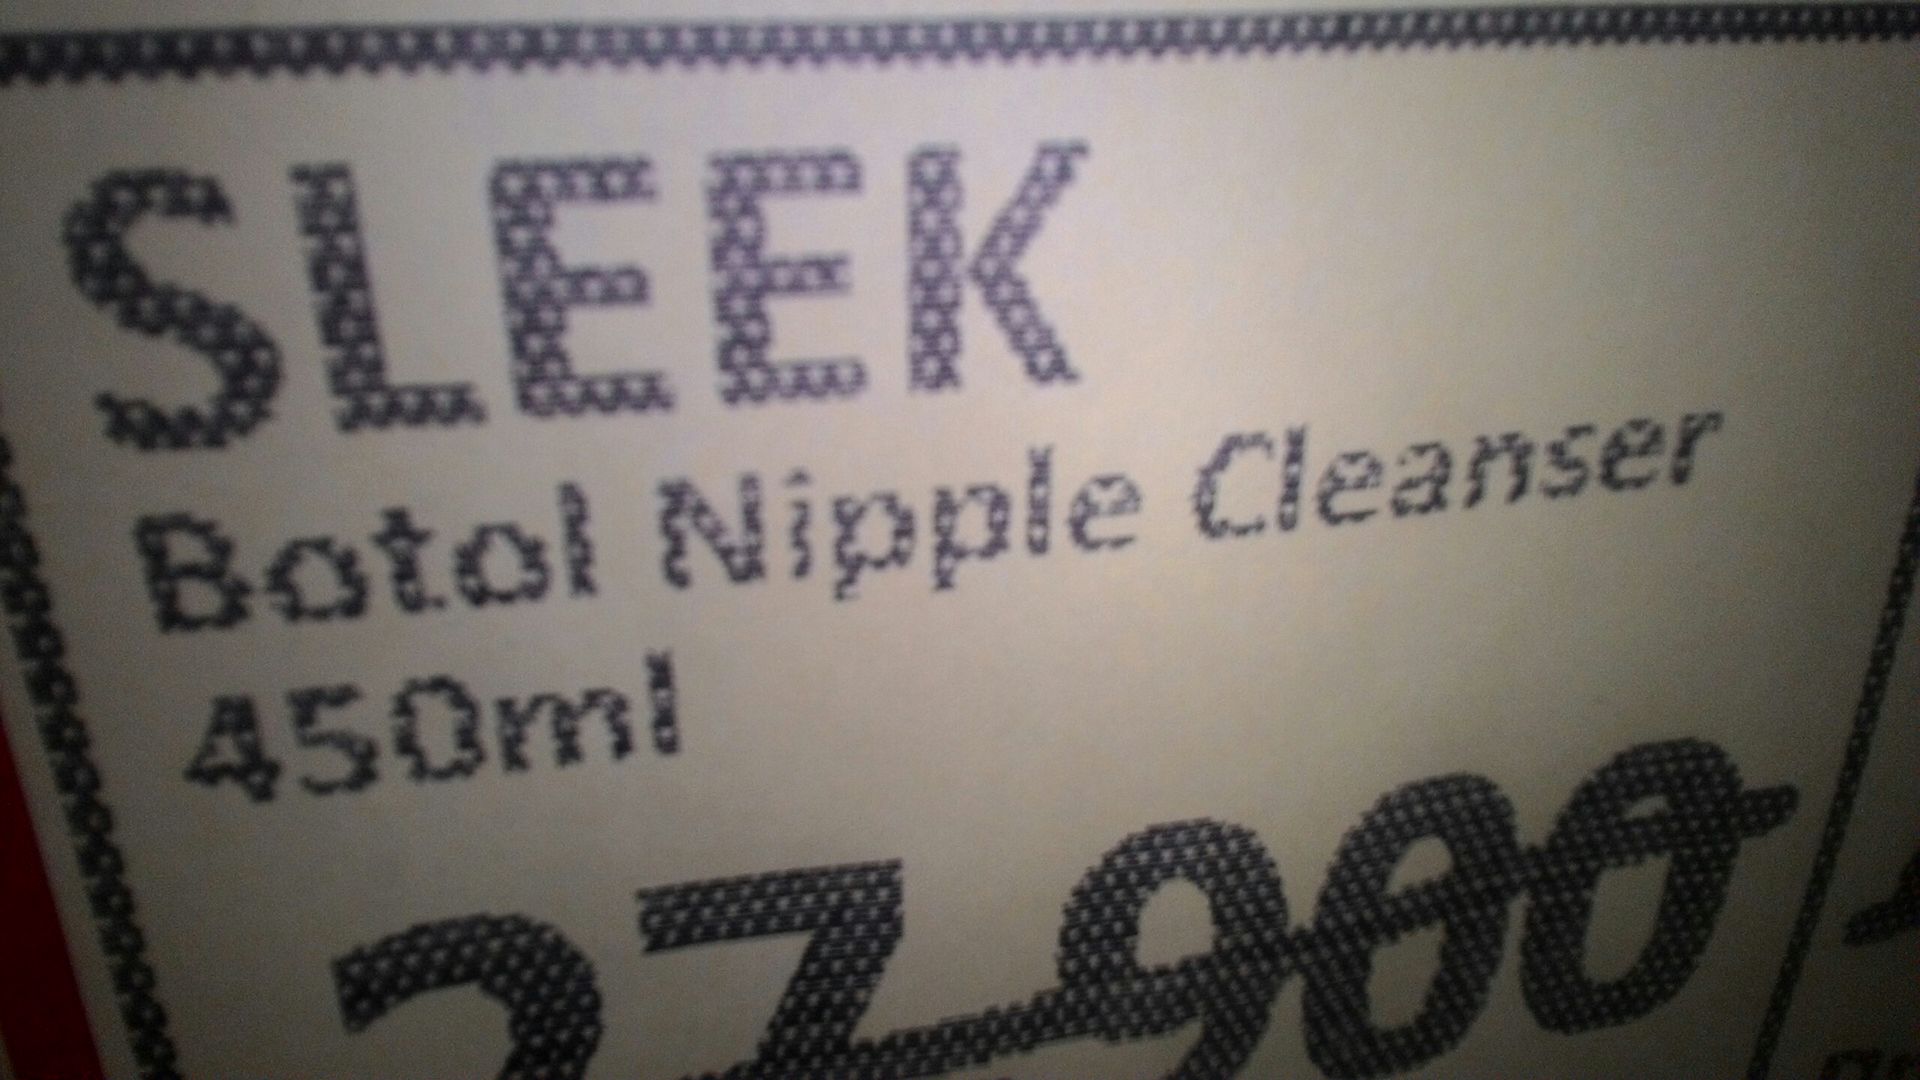 SLEEK
Botol Nipple Cleanser
450ml
27.900